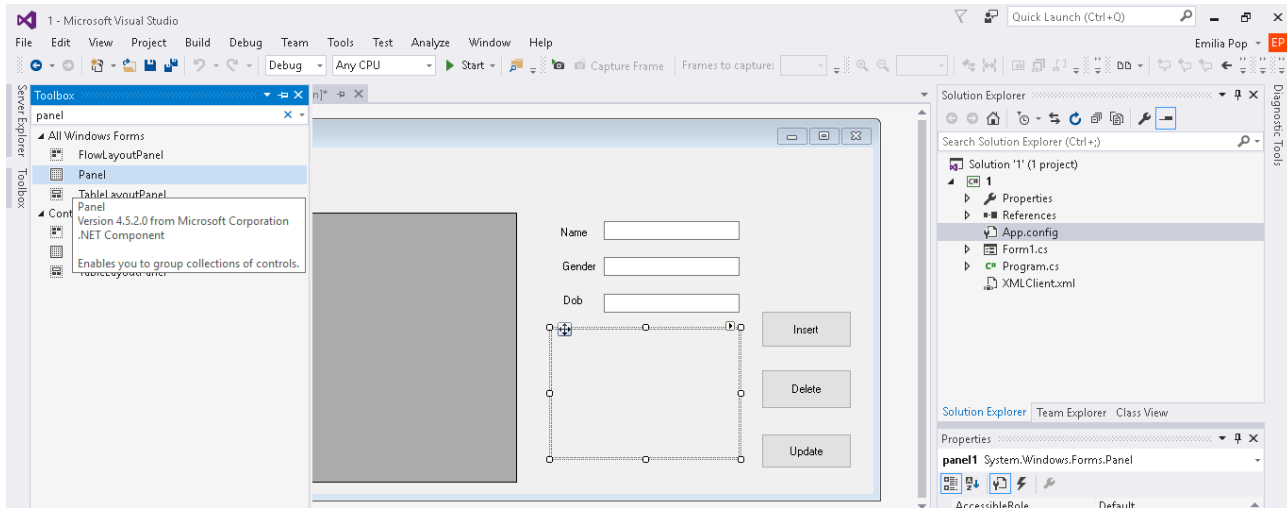 1 - Microsoft Visual Studio
Quick Launch (Ctrl+Q)
File Edit View Project Build Debug Team Tools Test Analyze Window Help
Emilia Pop
EP
Debug Any CPU Start Capture Frame Frames to capture:
Server Explorer
Toolbox
Toolbox
panel
All Windows Forms
FlowLayoutPanel
Panel
TableLayoutPanel
Cont
Panel
Version 4.5.2.0 from Microsoft Corporation
.NET Component
Enables you to group collections of controls.
TableLayoutPanel
n]*
Name
Gender
Dob
Insert
Delete
Update
Solution Explorer
Search Solution Explorer (Ctrl+;)
Solution '1' (1 project)
C# 1
Properties
References
App.config
Form1.cs
C# Program.cs
XMLClient.xml
Solution Explorer Team Explorer Class View
Properties
panel1 System.Windows.Forms.Panel
AccessibleRole Default
Diagnostic Tools